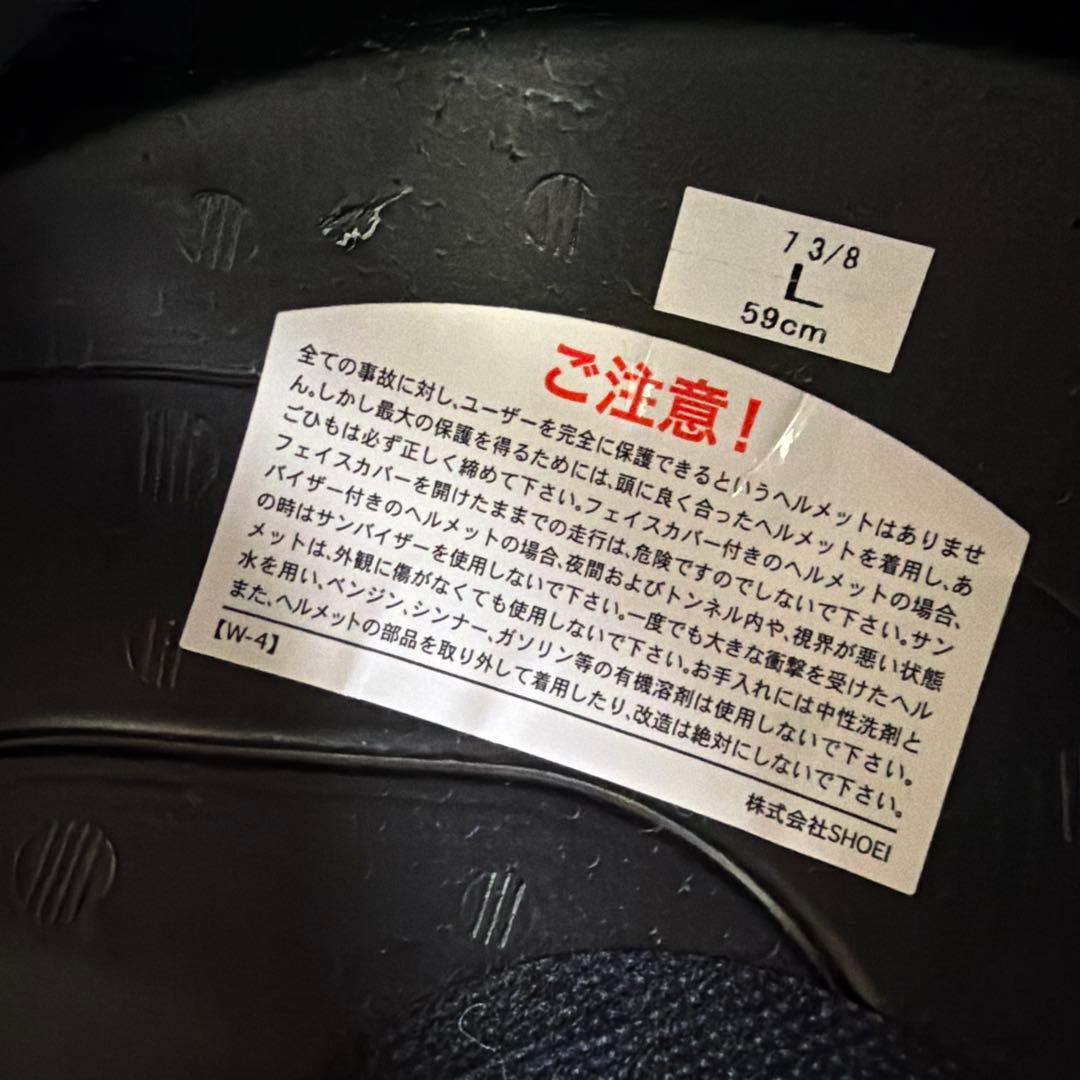 7 3/8
L
59cm
ご注意！
全ての事故に対し、ユーザーを完全に保護できるというヘルメットはありませ
ん。しかし最大の保護を得るためには、頭に良く合ったヘルメットを着用し、あ
ごひもは必ず正しく締めて下さい。フェイスカバー付きのヘルメットの場合、
フェイスカバーを開けたままでの走行は、危険ですのでしないで下さい。サン
バイザー付きのヘルメットの場合、夜間およびトンネル内や、視界が悪い状態
の時はサンバイザーを使用しないで下さい。一度でも大きな衝撃を受けたヘル
メットは、外観に傷がなくても使用しないで下さい。お手入れには中性洗剤と
水を用い、ベンジン、シンナー、ガソリン等の有機溶剤は使用しないで下さい。
また、ヘルメットの部品を取り外して着用したり、改造は絶対にしないで下さい。
【W-4】
株式会社SHOEI